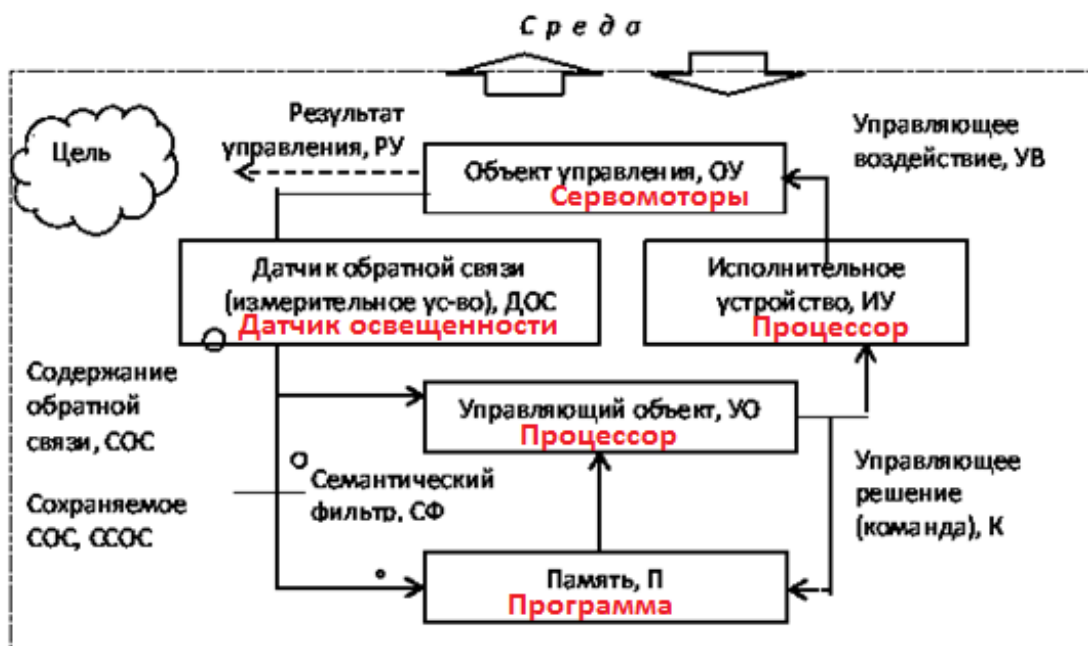 Среда
Цель
Результат
управления, РУ
Объект управления, ОУ
Сервомоторы
Управляющее
воздействие, УВ
Датчик обратной связи
(измерительное ус-во), ДОС
Датчик освещенности
Исполнительное
устройство, ИУ
Процессор
Содержание
обратной
связи, СОС
Управляющий объект, УО
Процессор
Сохраняемое
СОС, ССОС
Семантический
фильтр, СФ
Управляющее
решение
(команда), К
Память, П
Программа